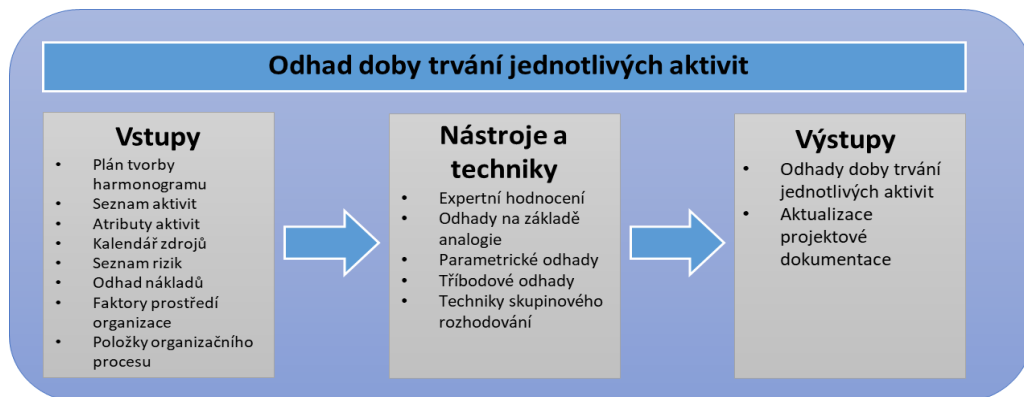 Odhad doby trvání jednotlivých aktivit
Vstupy
• Plán tvorby
harmonogramu
• Seznam aktivit
• Atributy aktivit
• Kalendář zdrojů
• Seznam rizik
• Odhad nákladů
• Faktory prostředí
organizace
• Položky organizačního
procesu
Nástroje a
techniky
• Expertní hodnocení
• Odhady na základě
analogie
• Parametrické odhady
• Tříbodové odhady
• Techniky skupinového
rozhodování
Výstupy
• Odhady doby trvání
jednotlivých aktivit
• Aktualizace
projektové
dokumentace